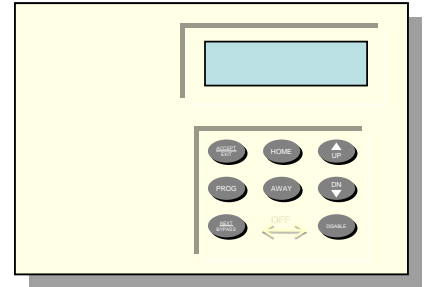 ACCEPT
EXIT
HOME
UP
PROG
AWAY
DN
NEXT
BYPASS
OFF
DISABLE